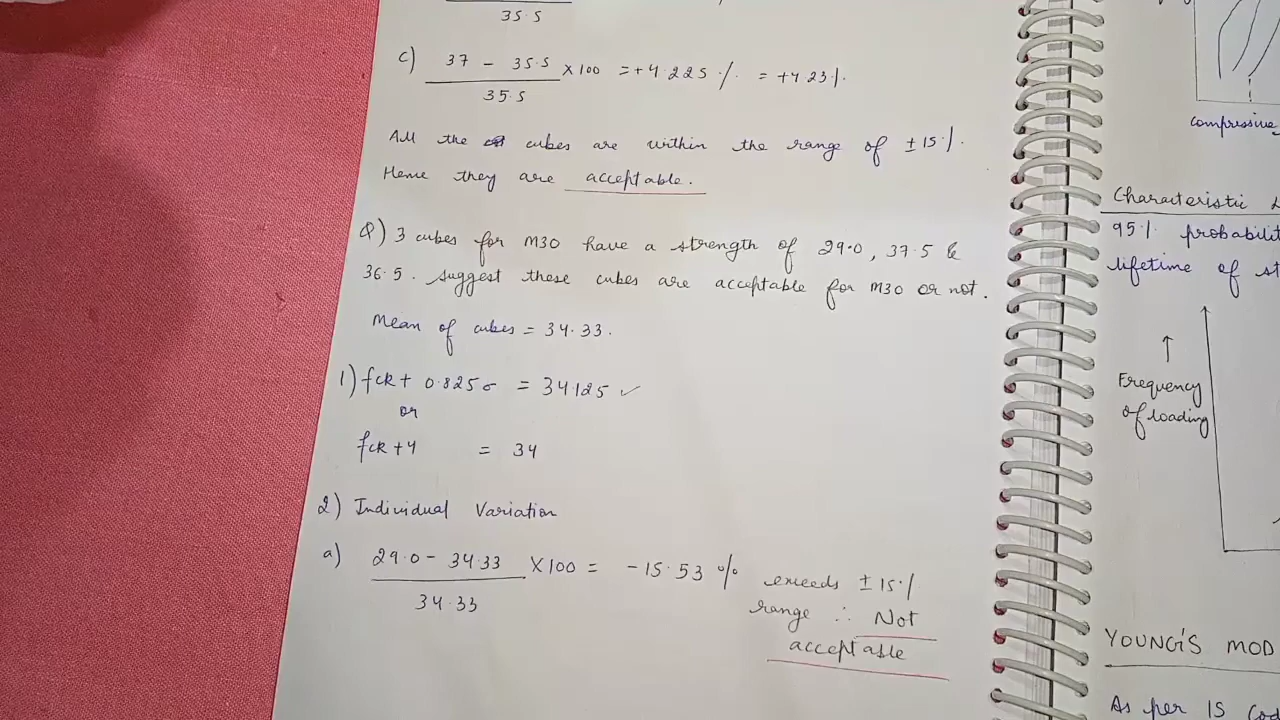 35.5
c) 37 - 35.5 × 100 = +4.225 % = +4.23%
35.5
All the cubes are within the range of ±15%.
Hence they are acceptable.
Q) 3 cubes for M30 have a strength of 29.0, 37.5 &
36.5. Suggest these cubes are acceptable for M30 or not.
Mean of cubes = 34.33.
1) fck + 0.825σ = 34.125 ✓
or
fck + 4 = 34
2) Individual Variation
a) 29.0 - 34.33 × 100 = -15.53 % exceeds ±15%
34.33 range ∴ Not
acceptable
compressive
Characteristic
95% probabilit
lifetime of st
↑
Frequency
of loading
YOUNG'S MOD
As per IS Cod